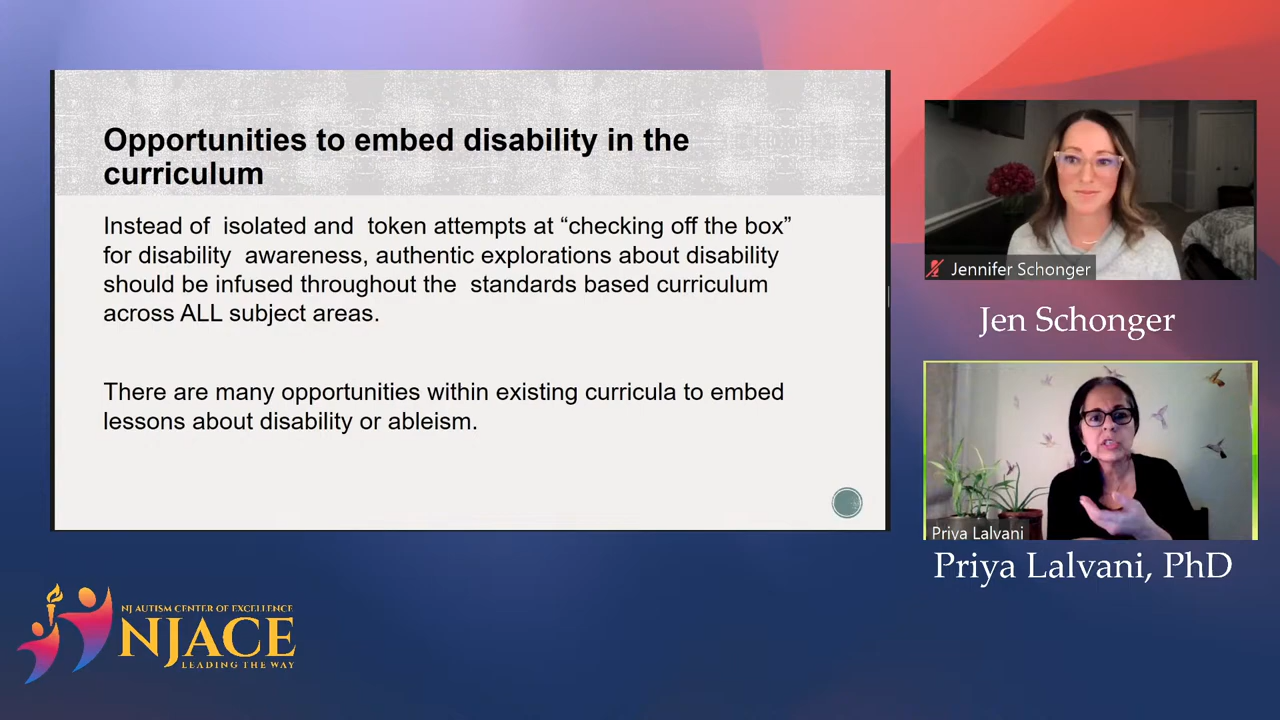 Opportunities to embed disability in the
curriculum
Instead of  isolated and  token attempts at “checking off the box”
for disability  awareness, authentic explorations about disability
should be infused throughout the  standards based curriculum
across ALL subject areas.
There are many opportunities within existing curricula to embed
lessons about disability or ableism.
Jennifer Schonger
Jen Schonger
Priya Lalvani
Priya Lalvani, PhD
NJ AUTISM CENTER OF EXCELLENCE
NJACE
LEADING THE WAY